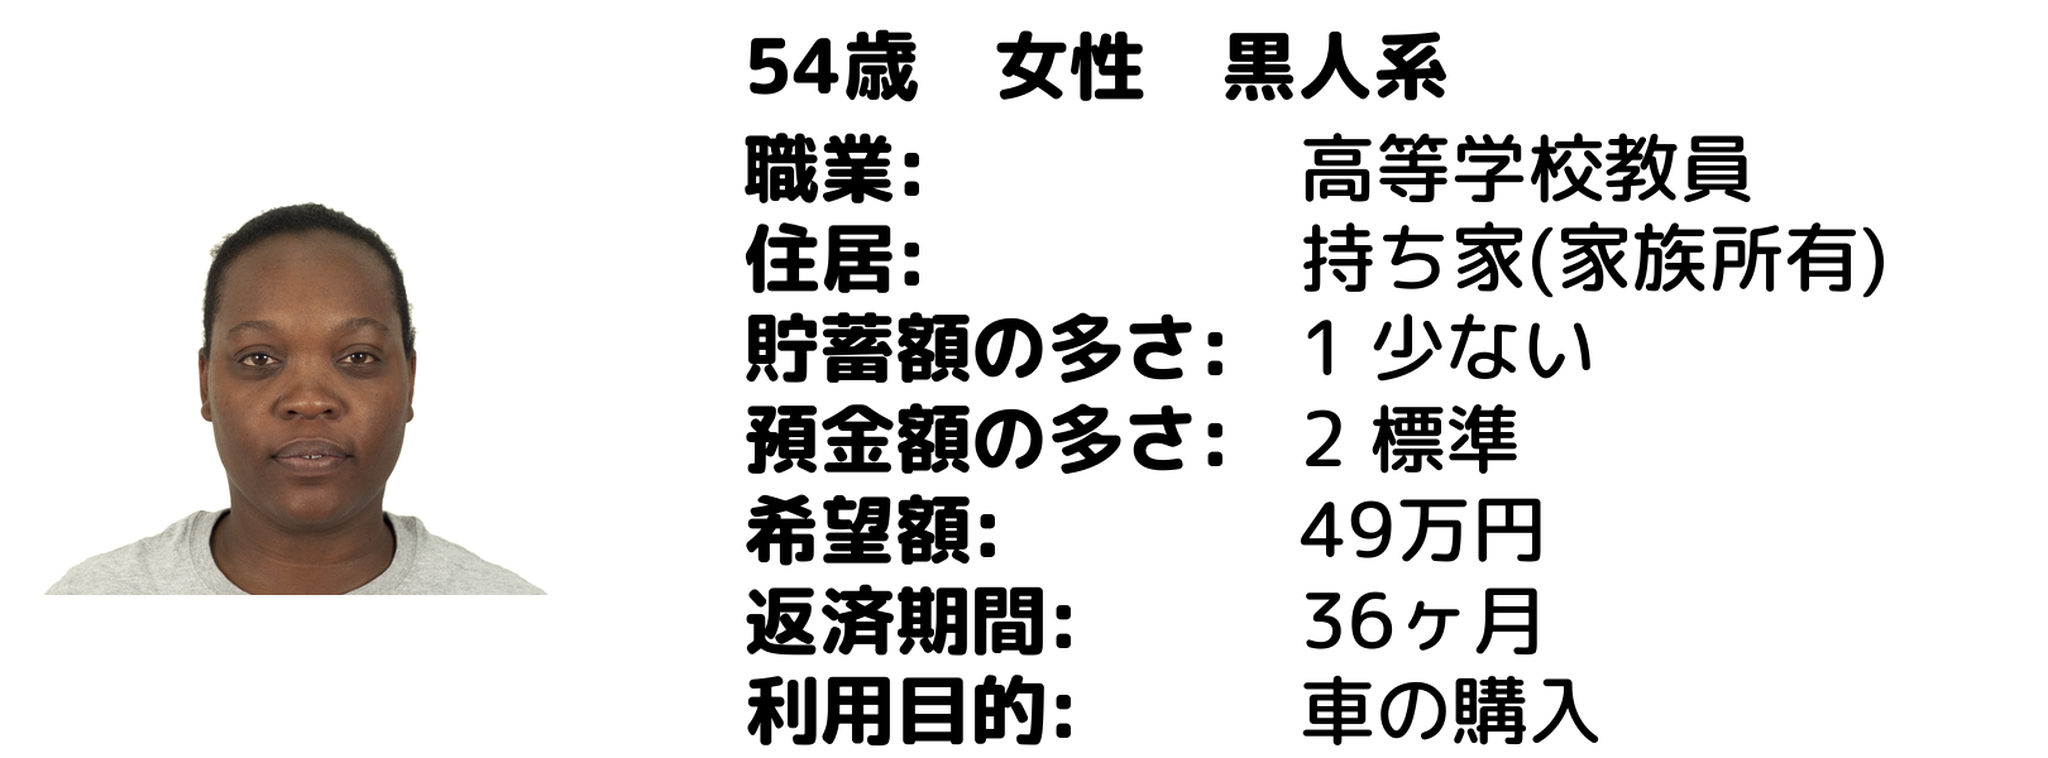 54歳　女性　黒人系
職業: 高等学校教員
住居: 持ち家(家族所有)
貯蓄額の多さ: 1 少ない
預金額の多さ: 2 標準
希望額: 49万円
返済期間: 36ヶ月
利用目的: 車の購入